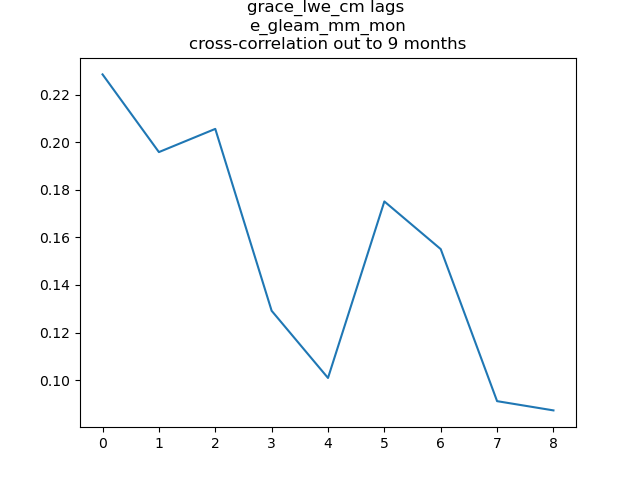 grace_lwe_cm lags
e_gleam_mm_mon
cross-correlation out to 9 months
0.22
0.20
0.18
0.16
0.14
0.12
0.10
0 1 2 3 4 5 6 7 8